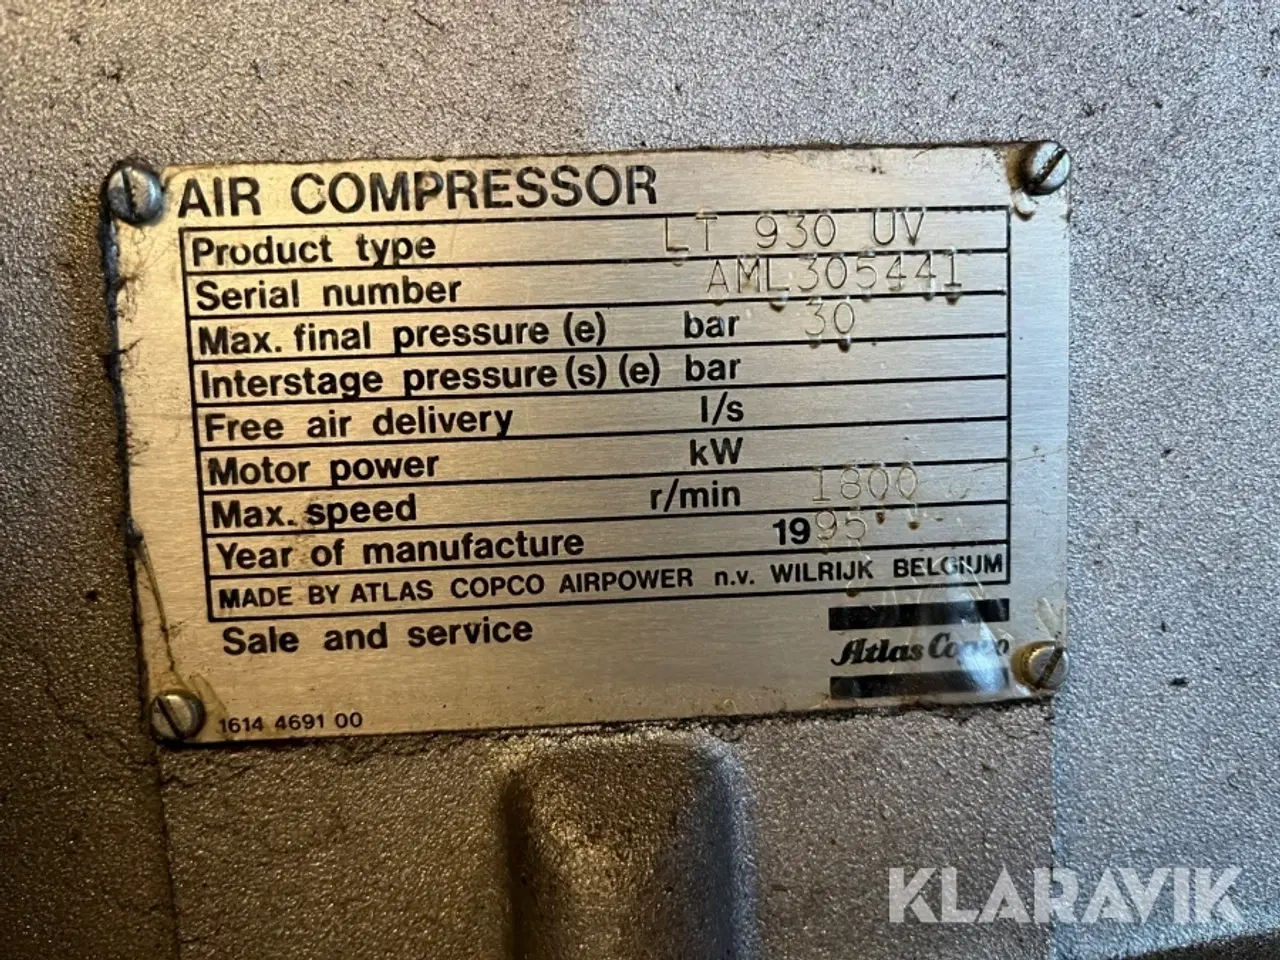 AIR COMPRESSOR
Product type LT 930 UV
Serial number AML305441
Max. final pressure (e) bar 30
Interstage pressure (s) (e) bar
Free air delivery l/s
Motor power kW
Max. speed r/min 1800
Year of manufacture 1995
MADE BY ATLAS COPCO AIRPOWER n.v. WILRIJK BELGIUM
Sale and service
Atlas Copco
1614 4691 00
KLARAVIK